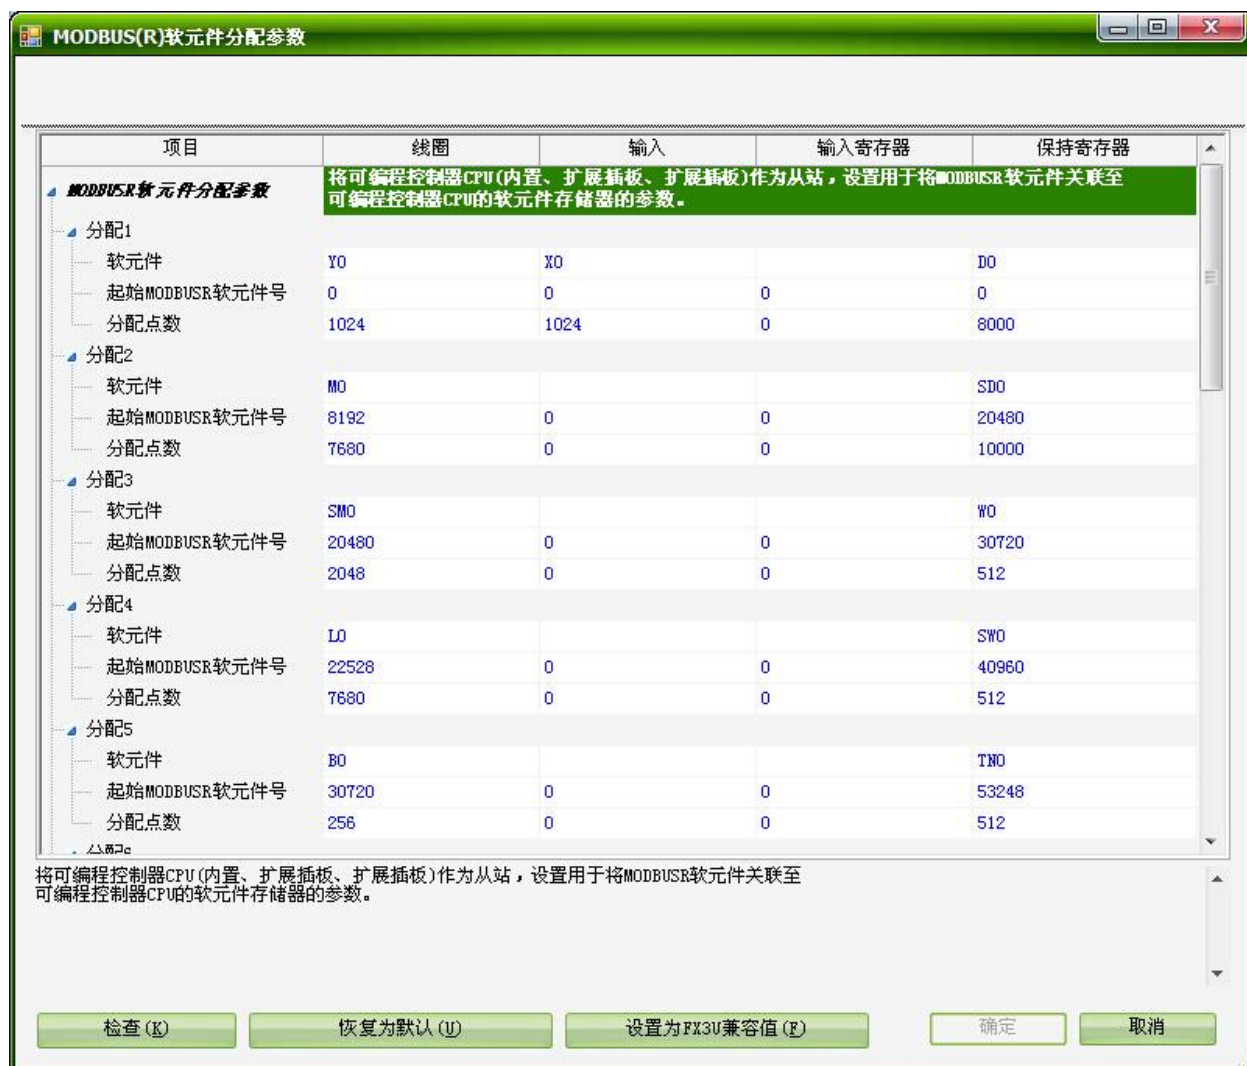 MODBUS(R)软元件分配参数
项目 线圈 输入 输入寄存器 保持寄存器
MODBUSR软元件分配参数 将可编程控制器CPU(内置、扩展插板、扩展插板)作为从站，设置用于将MODBUSR软元件关联至
可编程控制器CPU的软元件存储器的参数。
分配1
软元件 Y0 X0 D0
起始MODBUSR软元件号 0 0 0 0
分配点数 1024 1024 0 8000
分配2
软元件 M0 SD0
起始MODBUSR软元件号 8192 0 0 20480
分配点数 7680 0 0 10000
分配3
软元件 SM0 W0
起始MODBUSR软元件号 20480 0 0 30720
分配点数 2048 0 0 512
分配4
软元件 L0 SW0
起始MODBUSR软元件号 22528 0 0 40960
分配点数 7680 0 0 512
分配5
软元件 B0 TN0
起始MODBUSR软元件号 30720 0 0 53248
分配点数 256 0 0 512
将可编程控制器CPU(内置、扩展插板、扩展插板)作为从站，设置用于将MODBUSR软元件关联至
可编程控制器CPU的软元件存储器的参数。
检查(K) 恢复为默认(U) 设置为FX3U兼容值(F) 确定 取消